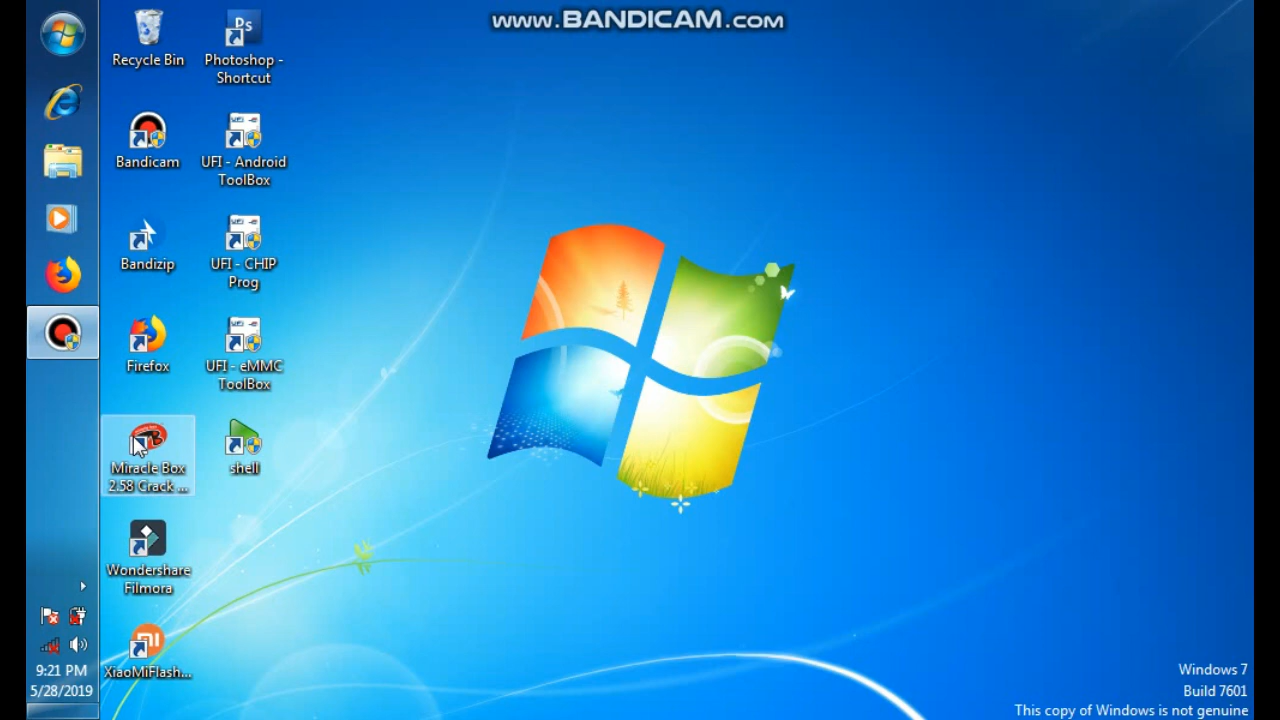 www.BANDICAM.com
Recycle Bin
Photoshop -
Shortcut
Ps
Bandicam
UFI - Android
ToolBox
Bandizip
UFI - CHIP
Prog
Firefox
UFI - eMMC
ToolBox
Miracle Box
2.58 Crack ...
shell
Wondershare
Filmora
XiaoMiFlash...
9:21 PM
5/28/2019
Windows 7
Build 7601
This copy of Windows is not genuine